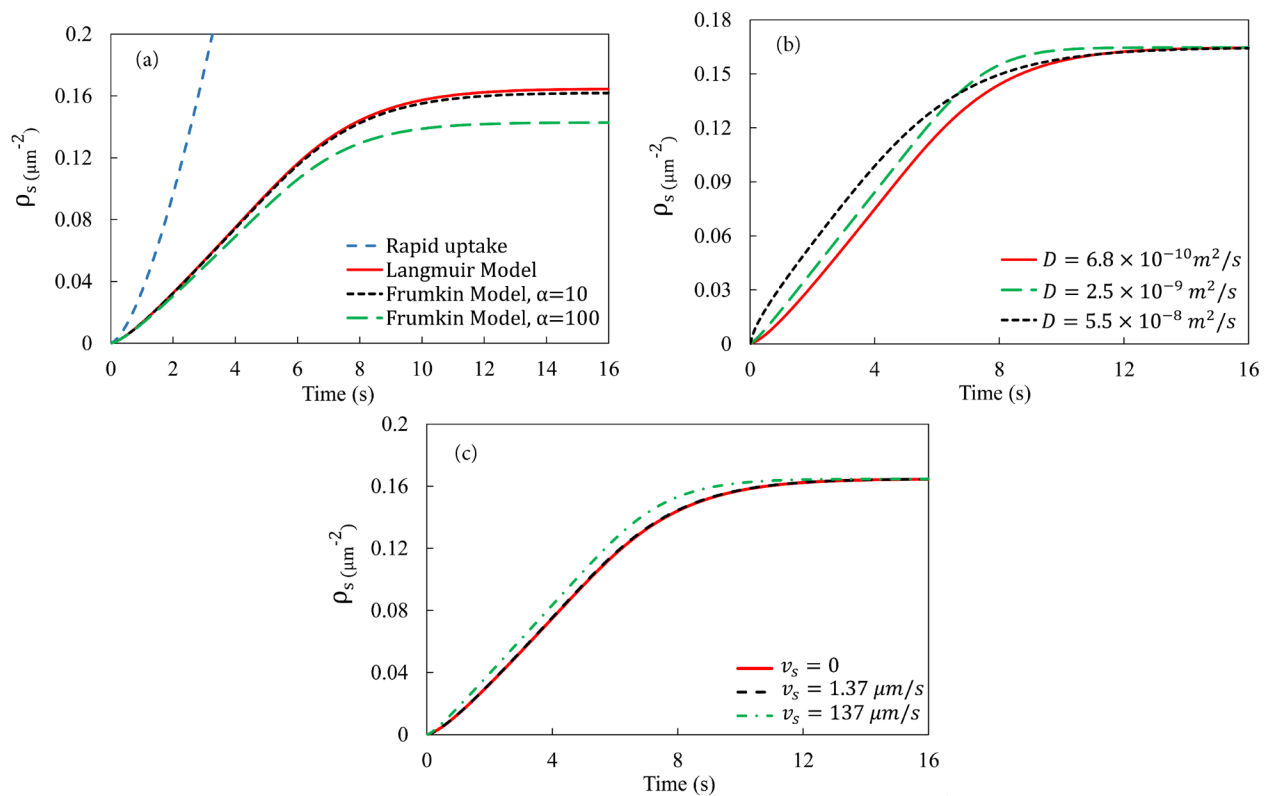 (a)
0.2
0.16
0.12
0.08
0.04
0
ρs (μm-2)
Rapid uptake
Langmuir Model
Frumkin Model, α=10
Frumkin Model, α=100
0 2 4 6 8 10 12 14 16
Time (s)
(b)
0.18
0.15
0.12
0.09
0.06
0.03
0
ρs (μm-2)
D = 6.8 × 10−10m2/s
D = 2.5 × 10−9 m2/s
D = 5.5 × 10−8 m2/s
0 4 8 12 16
Time (s)
(c)
0.2
0.16
0.12
0.08
0.04
0
ρs (μm-2)
vs = 0
vs = 1.37 μm/s
vs = 137 μm/s
0 4 8 12 16
Time (s)